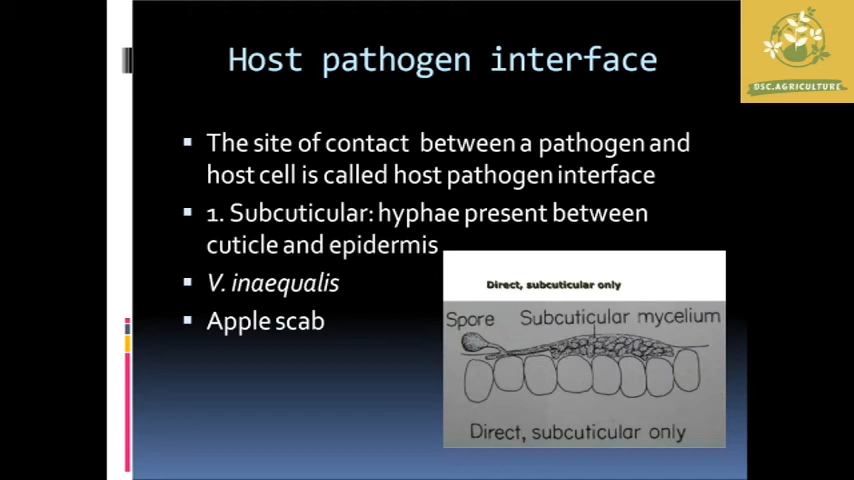 Host pathogen interface
DSC.AGRICULTURE
The site of contact between a pathogen and
host cell is called host pathogen interface
1. Subcuticular: hyphae present between
cuticle and epidermis
V. inaequalis
Apple scab
Direct, subcuticular only
Spore Subcuticular mycelium
Direct, subcuticular only